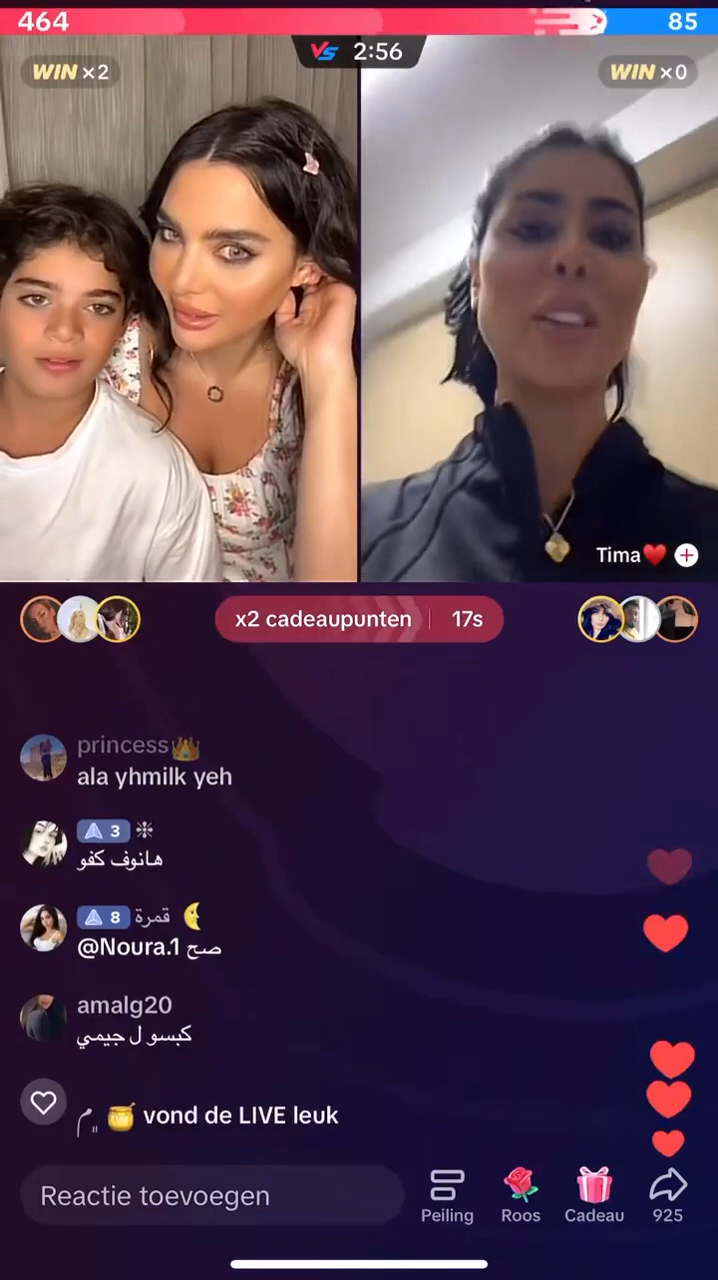 464
85
VS 2:56
WIN ×2
WIN ×0
Tima❤️
x2 cadeaupunten 17s
princess👑
ala yhmilk yeh
3 ❇
هانوف كفو
8 قمرة 🌜
@Noura.1 صح
amalg20
كبسو ل جيمي
🍯 vond de LIVE leuk
Reactie toevoegen
Peiling
Roos
Cadeau
925